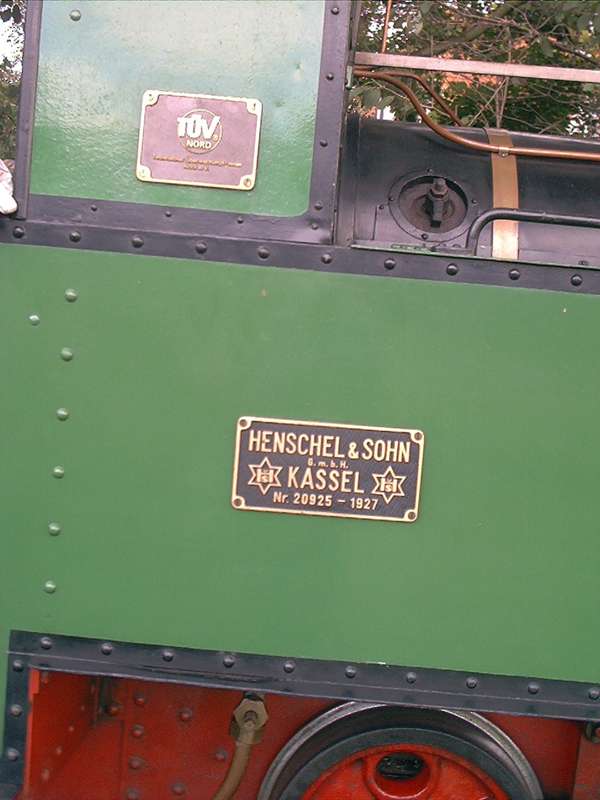 TÜV®
NORD
HENSCHEL & SOHN
G.m.b.H.
KASSEL
Nr. 20925 - 1927